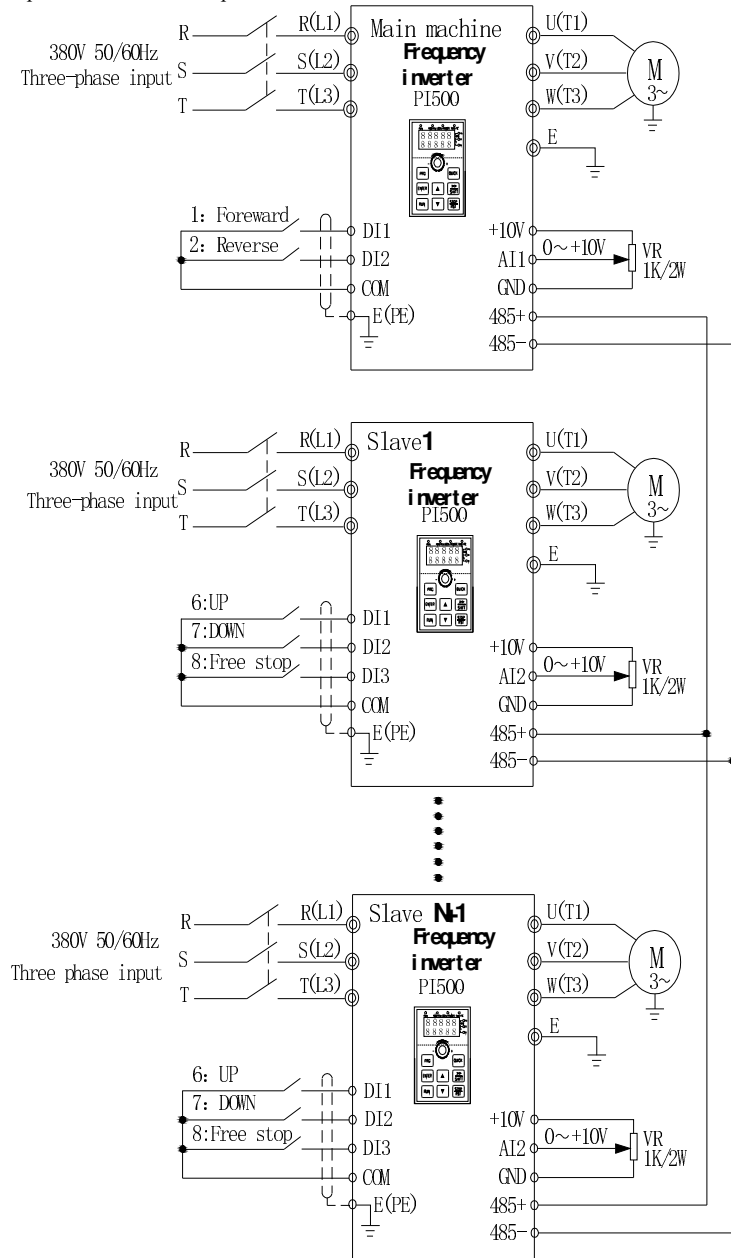 R
R(L1)
Main machine
U(T1)
380V 50/60Hz
S
S(L2)
Frequency
inverter
V(T2)
M
3~
Three-phase input
T
T(L3)
PI500
W(T3)
E
1: Foreward
DI1
+10V
2: Reverse
DI2
AI1
0~+10V
VR
1K/2W
COM
GND
E(PE)
485+
485-
R
R(L1)
Slave1
U(T1)
380V 50/60Hz
S
S(L2)
Frequency
inverter
V(T2)
M
3~
Three-phase input
T
T(L3)
PI500
W(T3)
E
6:UP
DI1
7:DOWN
DI2
+10V
8:Free stop
DI3
AI2
0~+10V
VR
1K/2W
COM
GND
E(PE)
485+
485-
R
R(L1)
Slave N-1
U(T1)
380V 50/60Hz
S
S(L2)
Frequency
inverter
V(T2)
M
3~
Three phase input
T
T(L3)
PI500
W(T3)
E
6: UP
DI1
7: DOWN
DI2
+10V
8:Free stop
DI3
AI2
0~+10V
VR
1K/2W
COM
GND
E(PE)
485+
485-